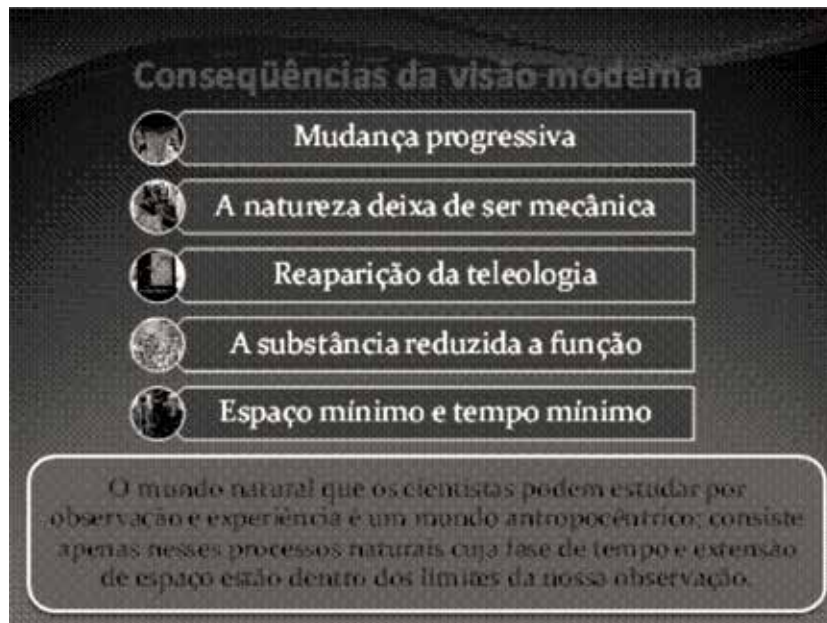 Conseqüências da visão moderna
Mudança progressiva
A natureza deixa de ser mecânica
Reaparição da teleologia
A substância reduzida a função
Espaço mínimo e tempo mínimo
O mundo natural que os cientistas podem estudar por
observação e experiência é um mundo antropocêntrico; consiste
apenas nesses processos naturais cuja fase de tempo e extensão
de espaço estão dentro dos limites da nossa observação.